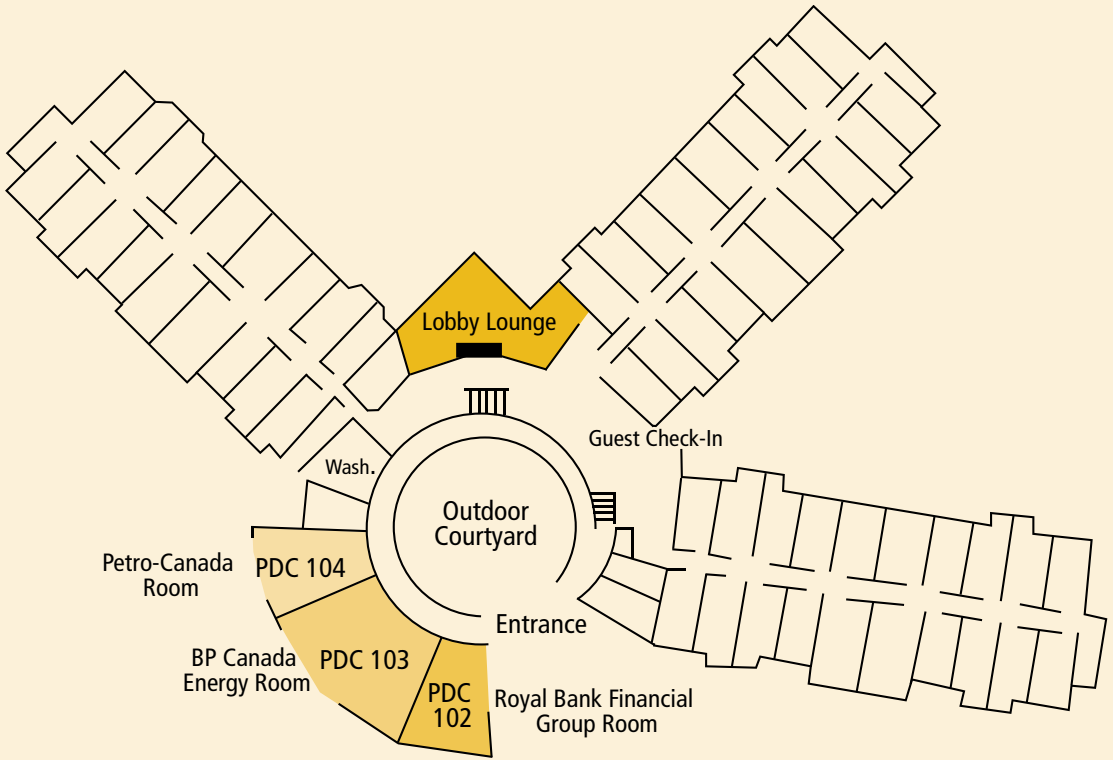 Lobby Lounge
Guest Check-In
Wash.
Outdoor
Courtyard
Petro-Canada
Room
PDC 104
Entrance
BP Canada
Energy Room
PDC 103
PDC
102
Royal Bank Financial
Group Room